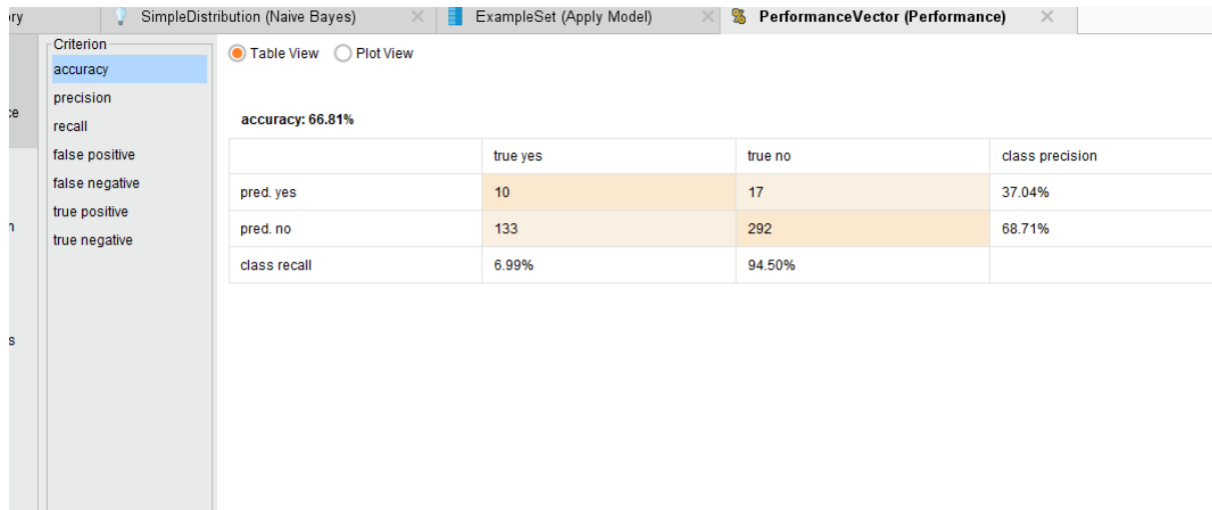 SimpleDistribution (Naive Bayes) ExampleSet (Apply Model) PerformanceVector (Performance)
Criterion
accuracy
precision
recall
false positive
false negative
true positive
true negative
Table View Plot View
accuracy: 66.81%
true yes true no class precision
pred. yes 10 17 37.04%
pred. no 133 292 68.71%
class recall 6.99% 94.50%